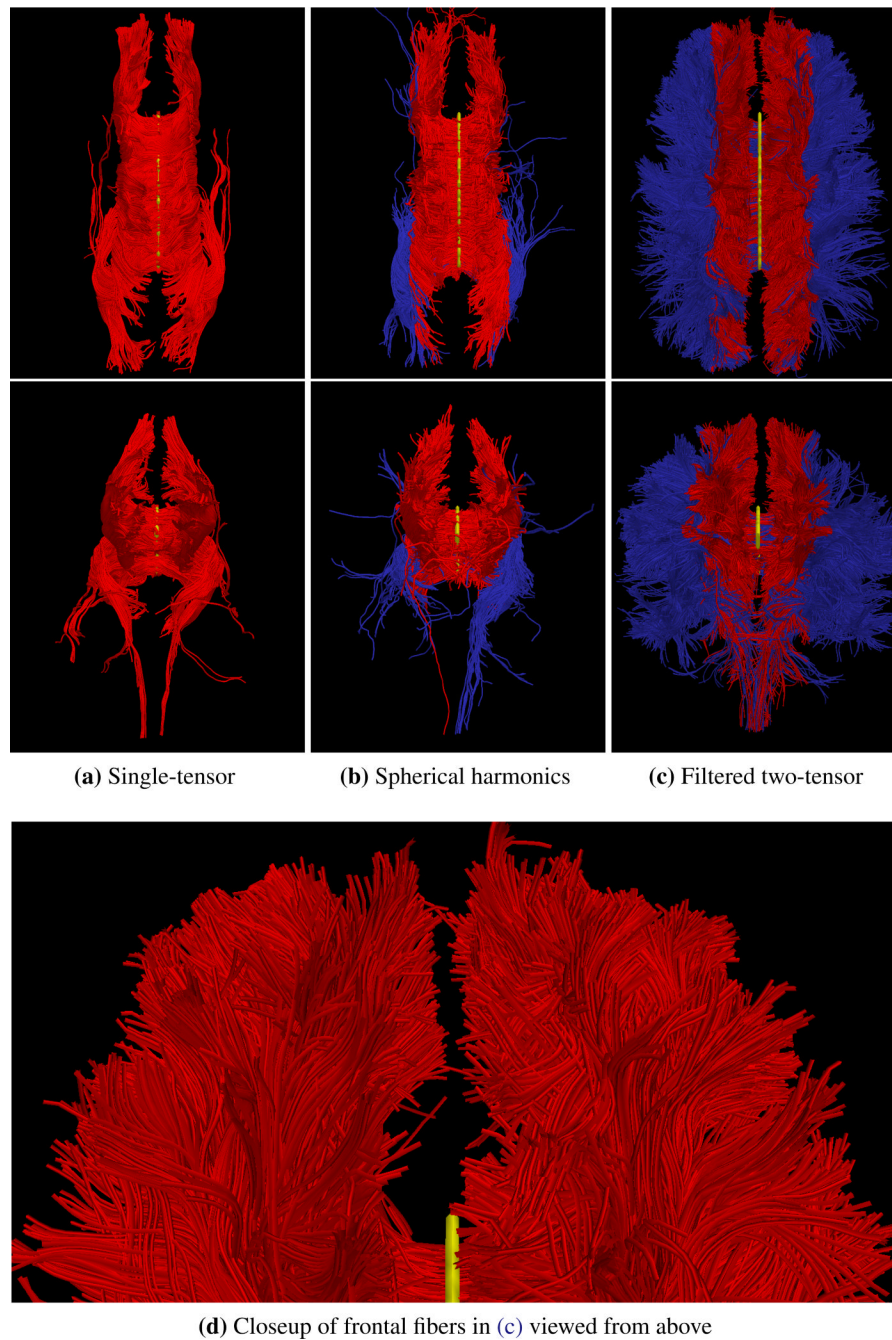 (a) Single-tensor
(b) Spherical harmonics
(c) Filtered two-tensor
(d) Closeup of frontal fibers in (c) viewed from above